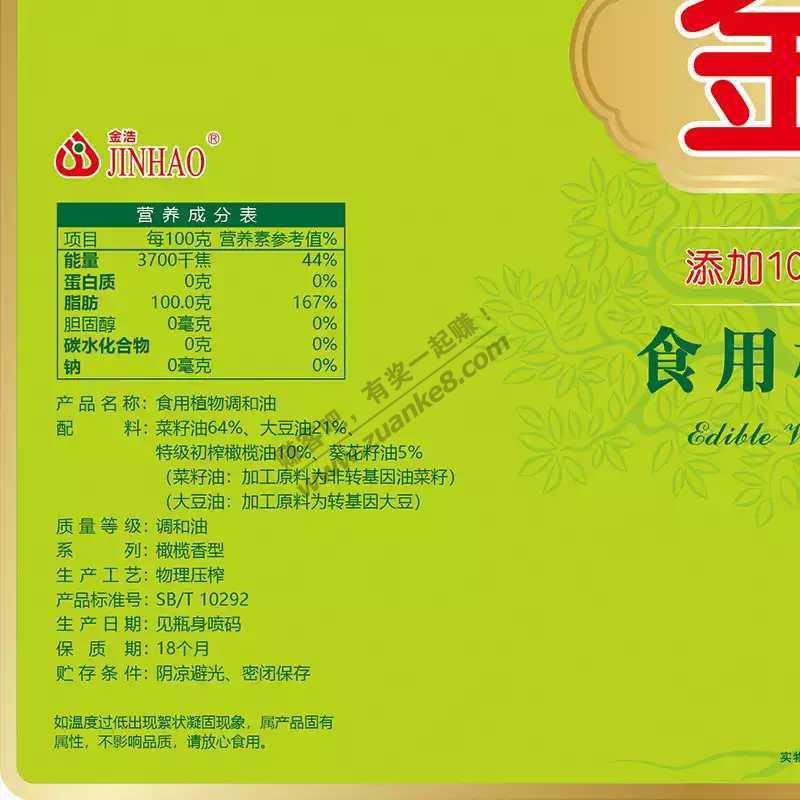 金
金浩
JINHAO®
营养成分表
项目 每100克 营养素参考值%
能量 3700千焦 44%
蛋白质 0克 0%
脂肪 100.0克 167%
胆固醇 0毫克 0%
碳水化合物 0克 0%
钠 0毫克 0%
添加10
食用
Edible
产品名称：食用植物调和油
配料：菜籽油64%、大豆油21%、
特级初榨橄榄油10%、葵花籽油5%
（菜籽油：加工原料为非转基因油菜籽）
（大豆油：加工原料为转基因大豆）
质量等级：调和油
系列：橄榄香型
生产工艺：物理压榨
产品标准号：SB/T 10292
生产日期：见瓶身喷码
保质期：18个月
贮存条件：阴凉避光、密闭保存
如温度过低出现絮状凝固现象，属产品固有
属性，不影响品质，请放心食用。
实物
www.zuanke8.com
有奖一起赚！